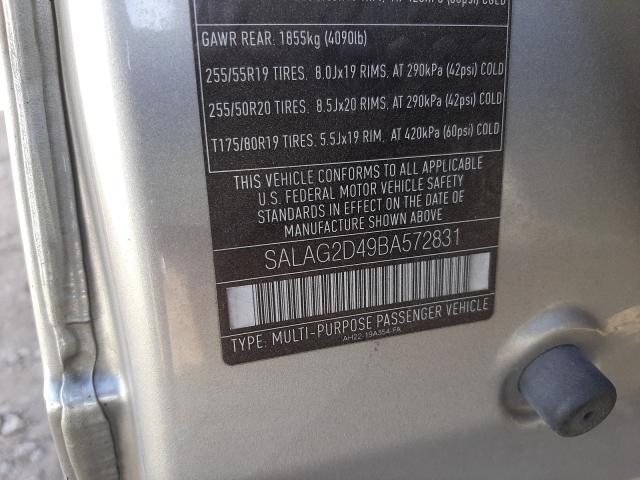 GAWR REAR. 1855kg (4090lb)
255/55R19 TIRES. 8.0Jx19 RIMS, AT 290kPa (42psi) COLD
255/50R20 TIRES. 8.5Jx20 RIMS, AT 290kPa (42psi) COLD
T175/80R19 TIRES. 5.5Jx19 RIM, AT 420kPa (60psi) COLD
THIS VEHICLE CONFORMS TO ALL APPLICABLE
U.S. FEDERAL MOTOR VEHICLE SAFETY
STANDARDS IN EFFECT ON THE DATE OF
MANUFACTURE SHOWN ABOVE
SALAG2D49BA572831
TYPE: MULTI-PURPOSE PASSENGER VEHICLE
AH22-19A354-FA